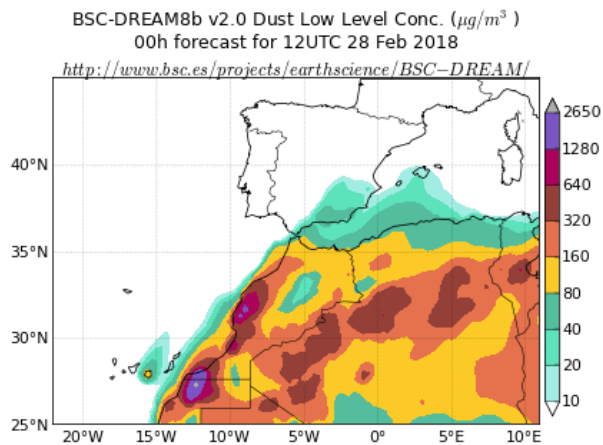 BSC-DREAM8b v2.0 Dust Low Level Conc. (μg/m³ )
00h forecast for 12UTC 28 Feb 2018
http://www.bsc.es/projects/earthscience/BSC−DREAM/
40°N
35°N
30°N
25°N
20°W 15°W 10°W 5°W 0° 5°E 10°E
2650
1280
640
320
160
80
40
20
10